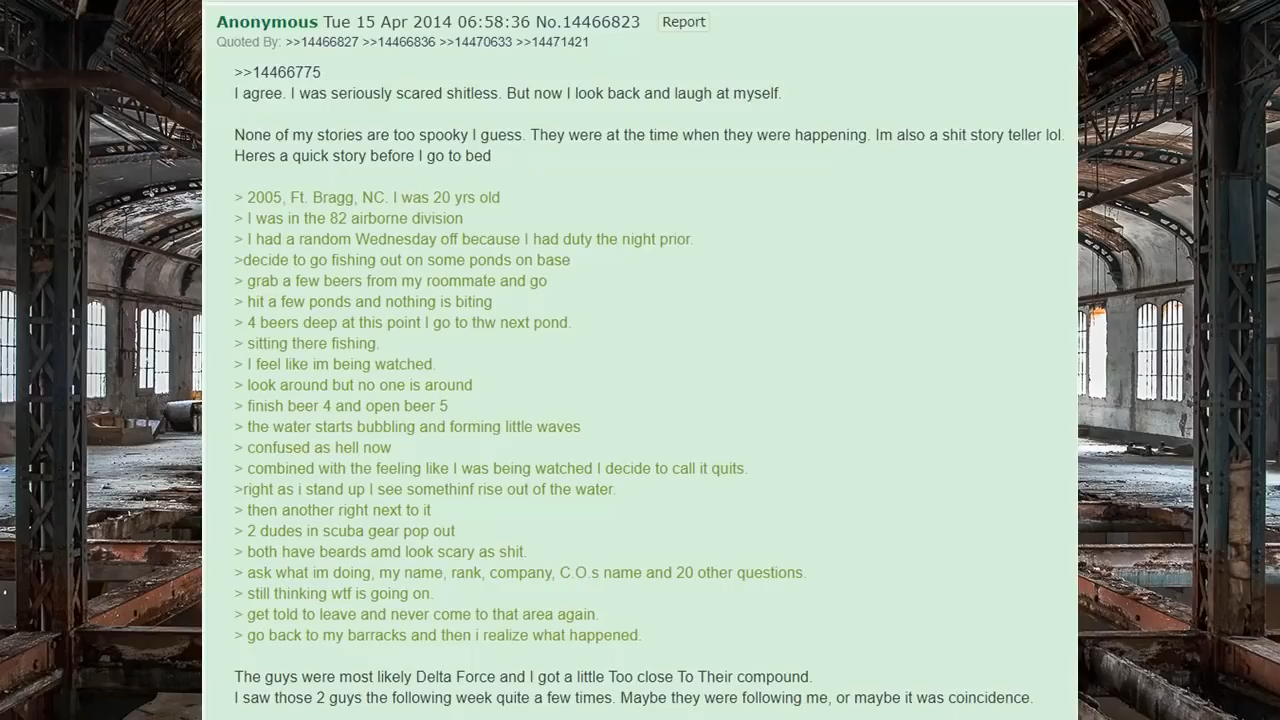 Anonymous Tue 15 Apr 2014 06:58:36 No.14466823 Report
Quoted By: >>14466827 >>14466836 >>14470633 >>14471421
>>14466775
I agree. I was seriously scared shitless. But now I look back and laugh at myself.
None of my stories are too spooky I guess. They were at the time when they were happening. Im also a shit story teller lol.
Heres a quick story before I go to bed
> 2005, Ft. Bragg, NC. I was 20 yrs old
> I was in the 82 airborne division
> I had a random Wednesday off because I had duty the night prior.
>decide to go fishing out on some ponds on base
> grab a few beers from my roommate and go
> hit a few ponds and nothing is biting
> 4 beers deep at this point I go to thw next pond.
> sitting there fishing.
> I feel like im being watched.
> look around but no one is around
> finish beer 4 and open beer 5
> the water starts bubbling and forming little waves
> confused as hell now
> combined with the feeling like I was being watched I decide to call it quits.
>right as i stand up I see somethinf rise out of the water.
> then another right next to it
> 2 dudes in scuba gear pop out
> both have beards amd look scary as shit.
> ask what im doing, my name, rank, company, C.O.s name and 20 other questions.
> still thinking wtf is going on.
> get told to leave and never come to that area again.
> go back to my barracks and then i realize what happened.
The guys were most likely Delta Force and I got a little Too close To Their compound.
I saw those 2 guys the following week quite a few times. Maybe they were following me, or maybe it was coincidence.